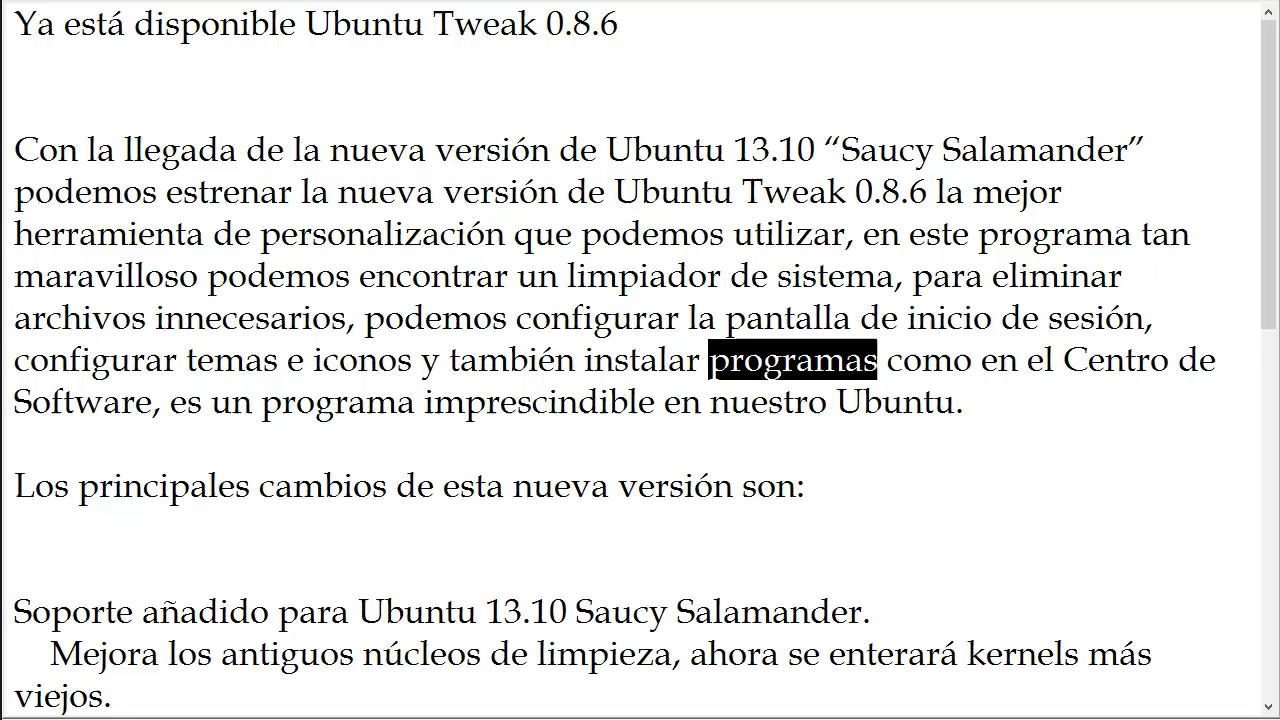 Ya está disponible Ubuntu Tweak 0.8.6
Con la llegada de la nueva versión de Ubuntu 13.10 “Saucy Salamander”
podemos estrenar la nueva versión de Ubuntu Tweak 0.8.6 la mejor
herramienta de personalización que podemos utilizar, en este programa tan
maravilloso podemos encontrar un limpiador de sistema, para eliminar
archivos innecesarios, podemos configurar la pantalla de inicio de sesión,
configurar temas e iconos y también instalar programas como en el Centro de
Software, es un programa imprescindible en nuestro Ubuntu.
Los principales cambios de esta nueva versión son:
Soporte añadido para Ubuntu 13.10 Saucy Salamander.
Mejora los antiguos núcleos de limpieza, ahora se enterará kernels más
viejos.